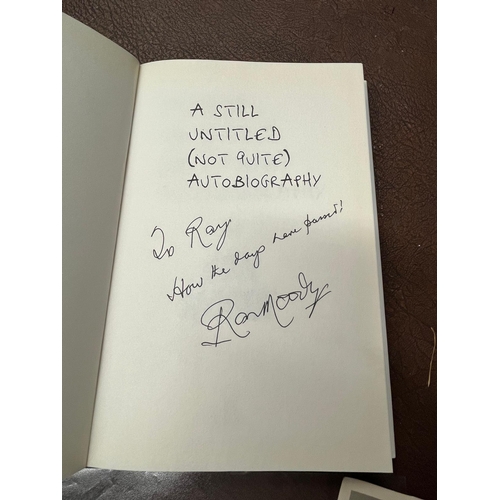 A STILL
UNTITLED
(NOT QUITE)
AUTOBIOGRAPHY
To Ray
How the days have passed!
Ron Moody